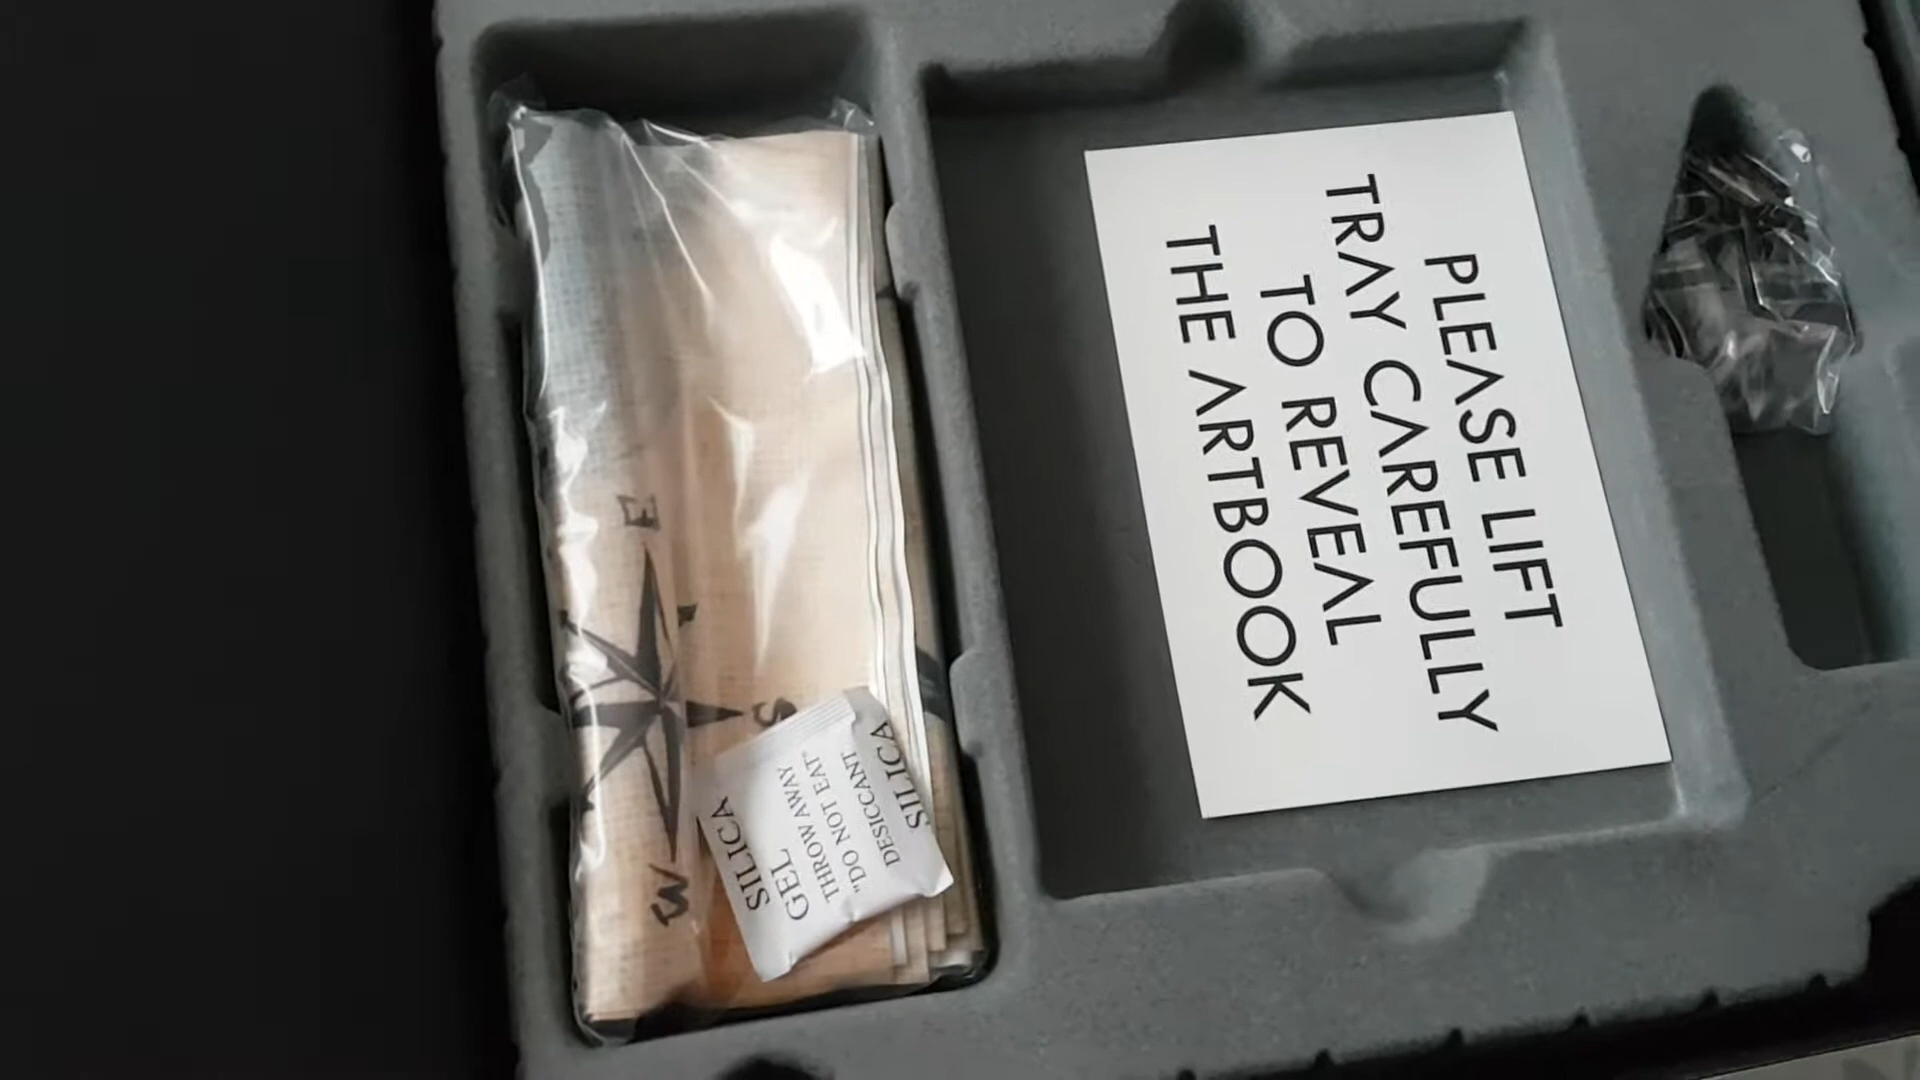 PLEASE LIFT
TRAY CAREFULLY
TO REVEAL
THE ARTBOOK
E
S
W
SILICA
GEL
THROW AWAY
"DO NOT EAT"
DESICCANT
SILICA